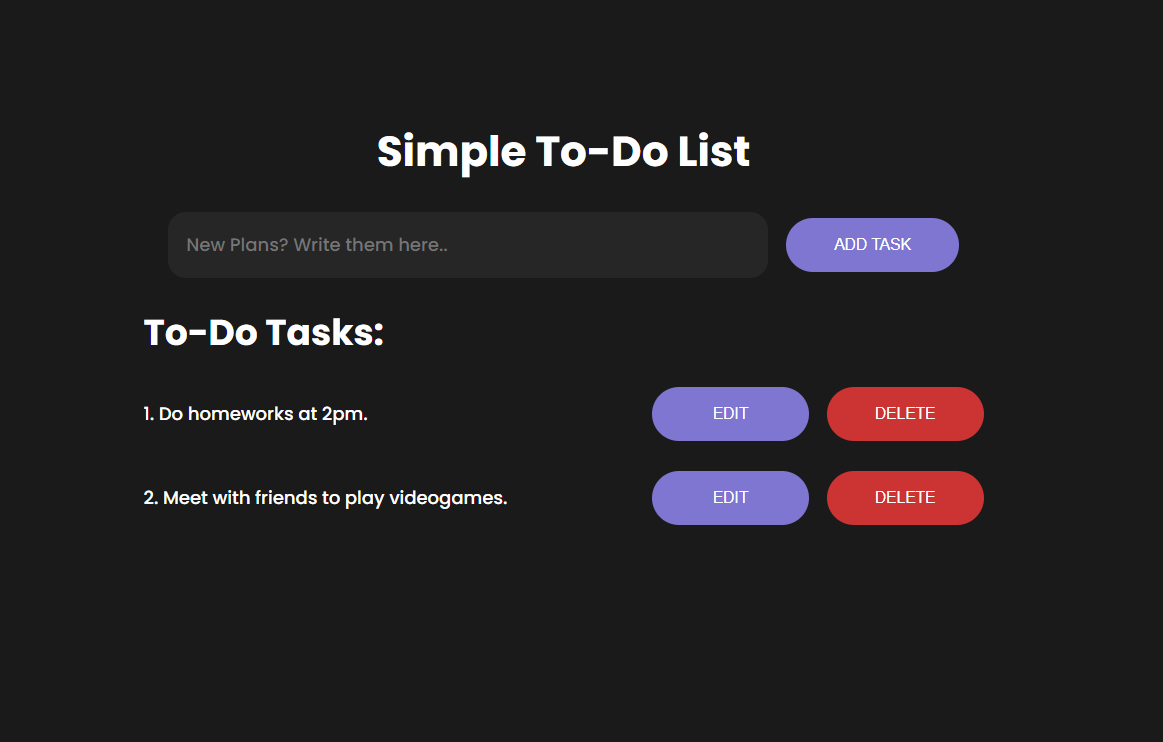 Simple To-Do List
New Plans? Write them here..
ADD TASK
To-Do Tasks:
1. Do homeworks at 2pm.
EDIT
DELETE
2. Meet with friends to play videogames.
EDIT
DELETE